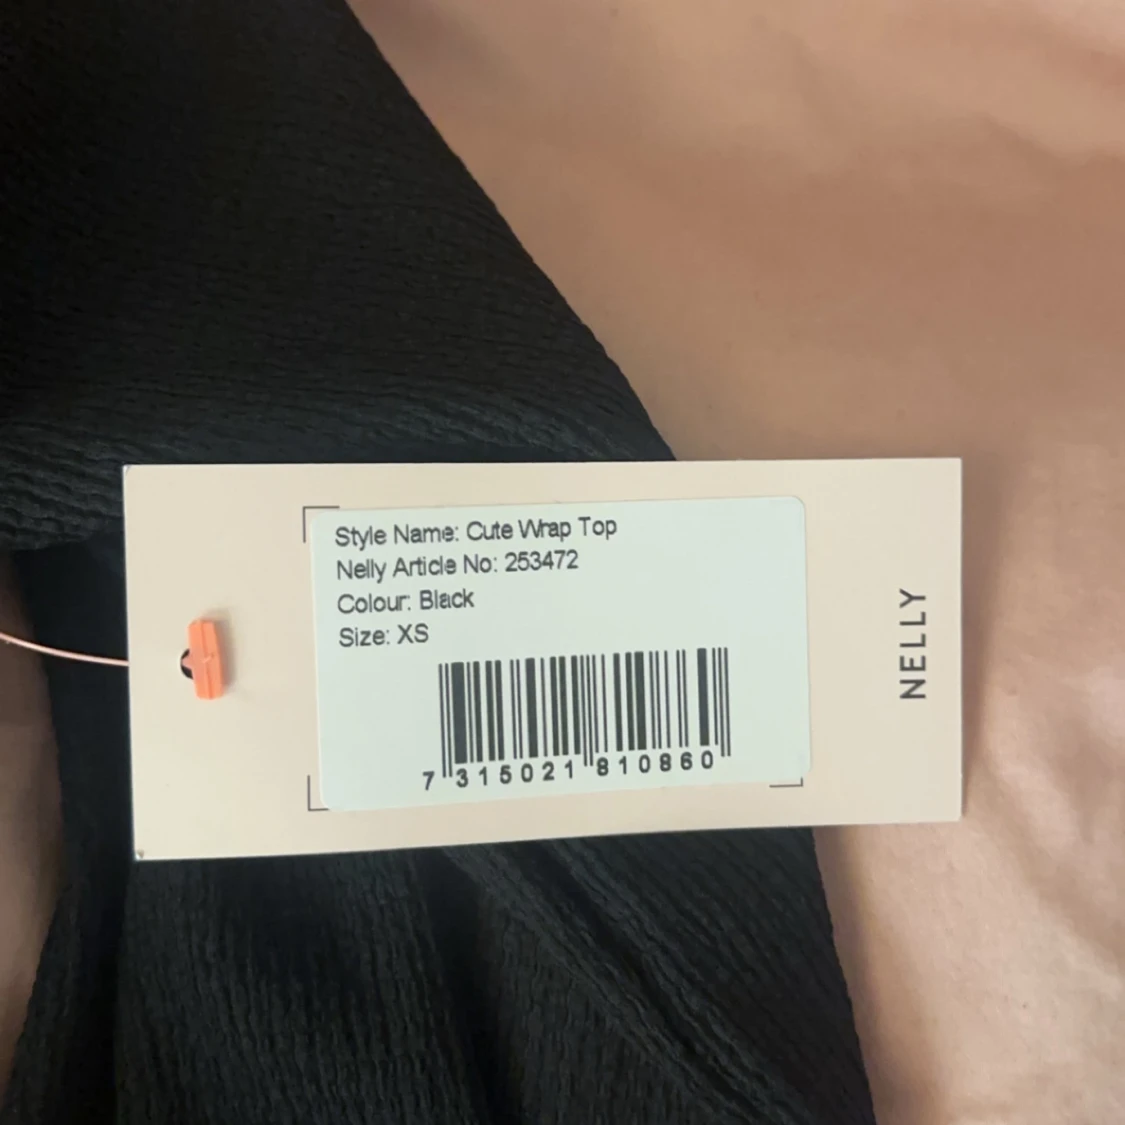 Style Name: Cute Wrap Top
Nelly Article No: 253472
Colour: Black
Size: XS
7 315021 810860
NELLY